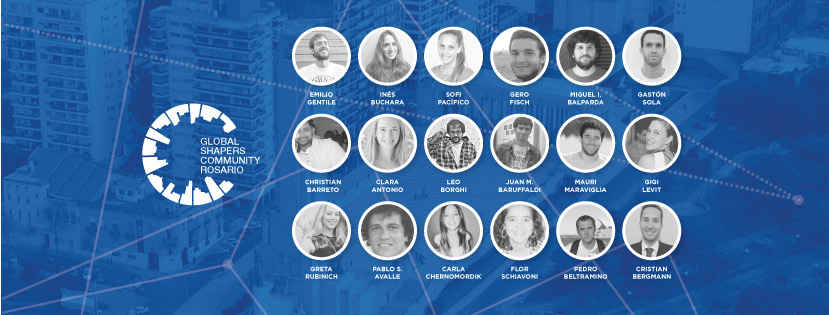 GLOBAL
SHAPERS
COMMUNITY
ROSARIO
EMILIO
GENTILE
INÉS
BUCHARA
SOFI
PACÍFICO
GERO
FISCH
MIGUEL I.
BALPARDA
GASTÓN
SOLA
CHRISTIAN
BARRETO
CLARA
ANTONIO
LEO
BORGHI
JUAN M.
BARUFFALDI
MAURI
MARAVIGLIA
GIGI
LEVIT
GRETA
RUBINICH
PABLO S.
AVALLE
CARLA
CHERNOMORDIK
FLOR
SCHIAVONI
PEDRO
BELTRAMINO
CRISTIAN
BERGMANN